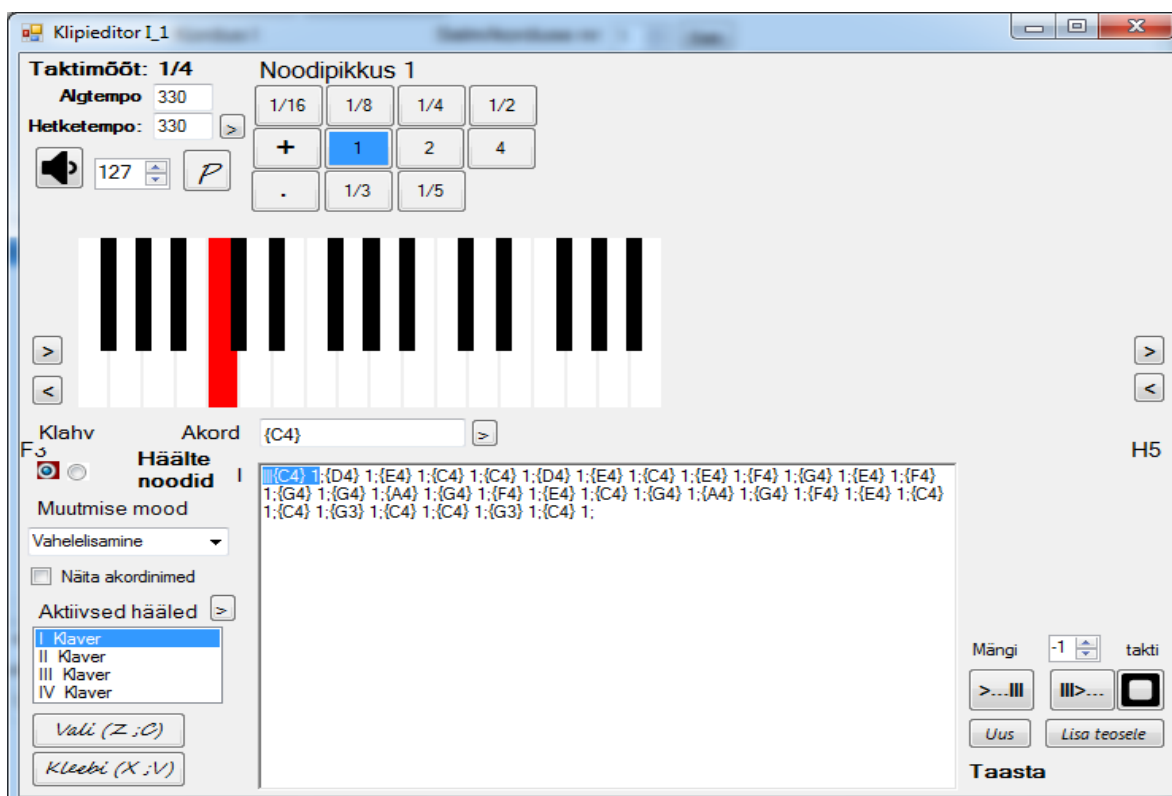 Klipieditor I_1
Taktimõõt: 1/4
Noodipikkus 1
Algtempo 330
1/16 1/8 1/4 1/2
Hetketempo: 330 >
+ 1 2 4
127 P
. 1/3 1/5
> >
< <
Klahv Akord {C4} >
F3 H5
Häälte noodid I
III{C4} 1;{D4} 1;{E4} 1;{C4} 1;{C4} 1;{D4} 1;{E4} 1;{C4} 1;{E4} 1;{F4} 1;{G4} 1;{E4} 1;{F4}
1;{G4} 1;{G4} 1;{A4} 1;{G4} 1;{F4} 1;{E4} 1;{C4} 1;{G4} 1;{A4} 1;{G4} 1;{F4} 1;{E4} 1;{C4}
1;{C4} 1;{G3} 1;{C4} 1;{C4} 1;{G3} 1;{C4} 1;
Muutmise mood
Vahelelisamine
Näita akordinimed
Aktiivsed hääled >
I Klaver
II Klaver
III Klaver
IV Klaver
Vali (Z ;C)
Kleebi (X ;V)
Mängi -1 takti
>...III III>...
Uus Lisa teosele
Taasta